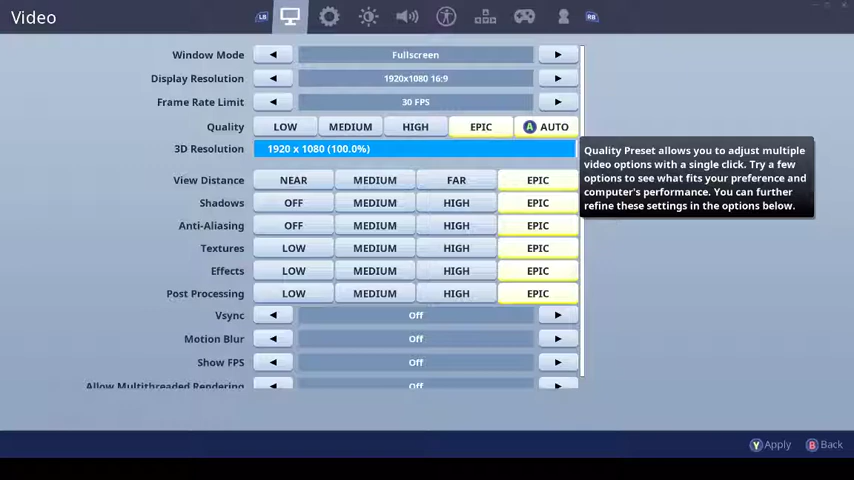 Video
LB RB
Window Mode Fullscreen
Display Resolution 1920x1080 16:9
Frame Rate Limit 30 FPS
Quality LOW MEDIUM HIGH EPIC A AUTO
3D Resolution 1920 x 1080 (100.0%)
Quality Preset allows you to adjust multiple
video options with a single click. Try a few
options to see what fits your preference and
computer's performance. You can further
refine these settings in the options below.
View Distance NEAR MEDIUM FAR EPIC
Shadows OFF MEDIUM HIGH EPIC
Anti-Aliasing OFF MEDIUM HIGH EPIC
Textures LOW MEDIUM HIGH EPIC
Effects LOW MEDIUM HIGH EPIC
Post Processing LOW MEDIUM HIGH EPIC
Vsync Off
Motion Blur Off
Show FPS Off
Allow Multithreaded Rendering Off
Y Apply B Back